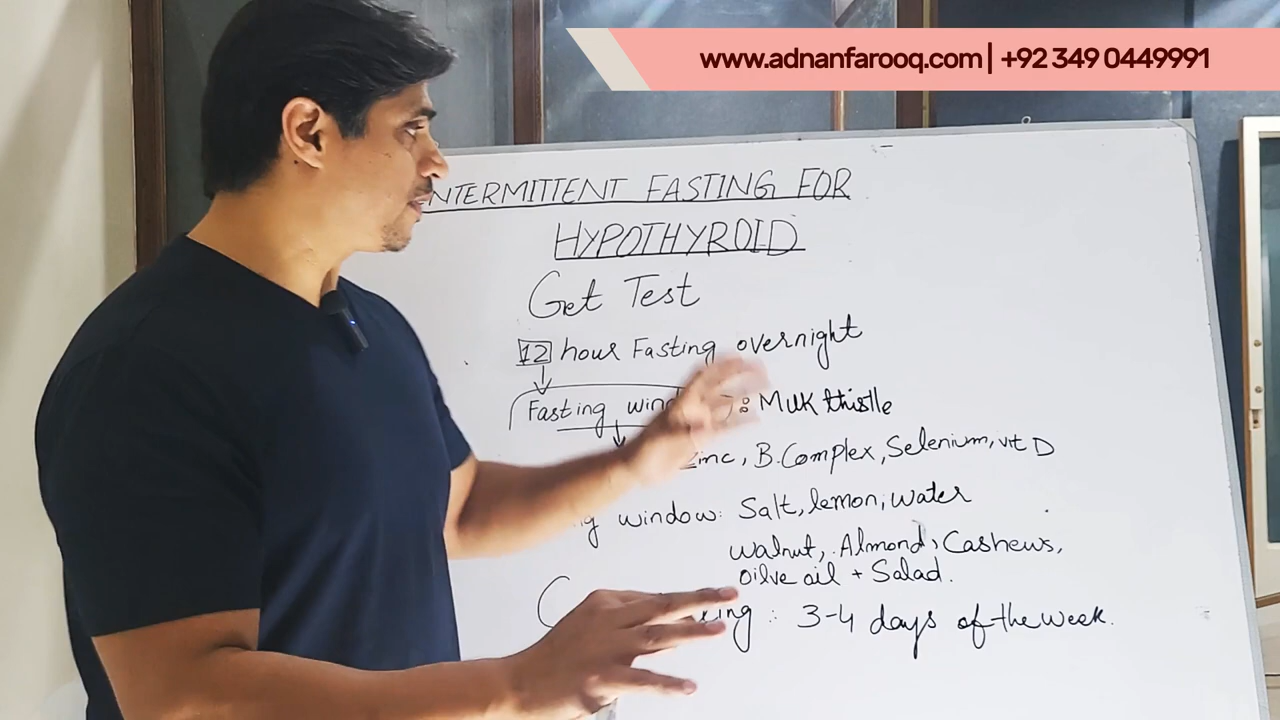 www.adnanfarooq.com | +92 349 0449991
NTERMITTENT FASTING FOR
HYPOTHYROID
Get Test
12 hour Fasting overnight
Fasting wind : Milk thistle
Zinc, B.Complex, Selenium, vit D
ng window: Salt, lemon, water
walnut, Almond, Cashews,
Oilve oil + Salad.
C ing : 3-4 days of the week.